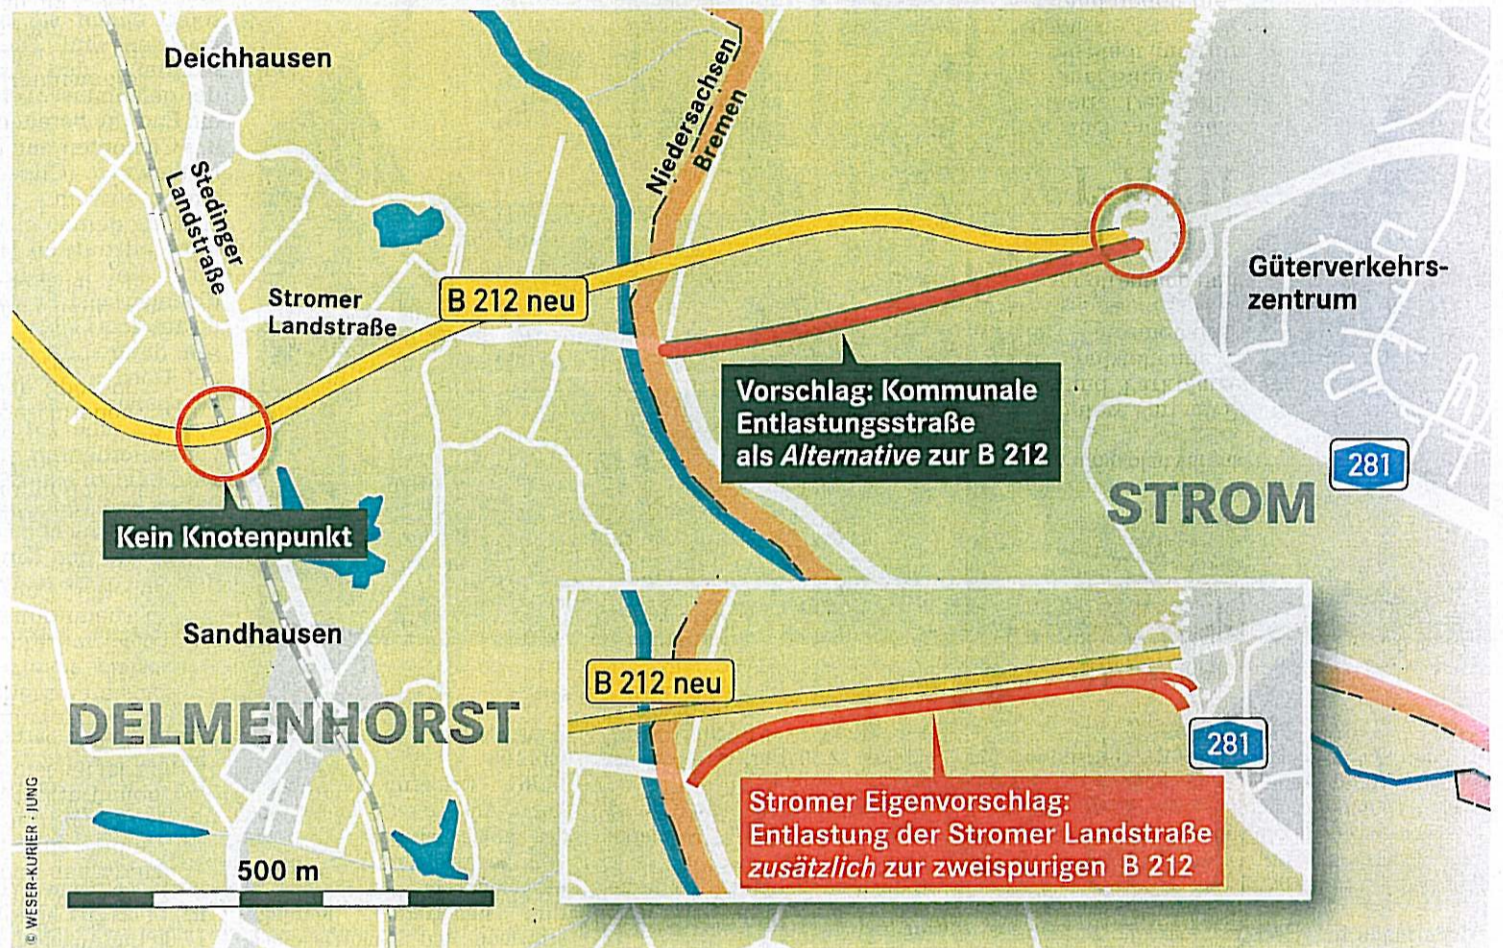 Deichhausen
Niedersachsen
Bremen
Stedinger
Landstraße
Stromer
Landstraße
B 212 neu
Güterverkehrs-
zentrum
Vorschlag: Kommunale
Entlastungsstraße
als Alternative zur B 212
281
STROM
Kein Knotenpunkt
Sandhausen
DELMENHORST
B 212 neu
281
Stromer Eigenvorschlag:
Entlastung der Stromer Landstraße
zusätzlich zur zweispurigen B 212
500 m
© WESER-KURIER · JUNG